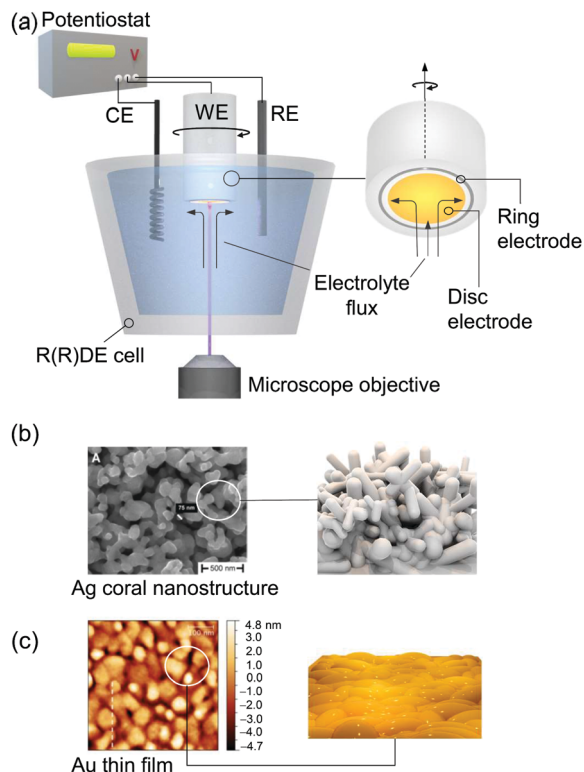 (a)
Potentiostat
V
CE
WE
RE
Ring
electrode
Electrolyte
flux
Disc
electrode
R(R)DE cell
Microscope objective
(b)
A
75 nm
500 nm
Ag coral nanostructure
(c)
100 nm
4.8 nm
3.0
2.0
1.0
0.0
−1.0
−2.0
−3.0
−4.7
Au thin film